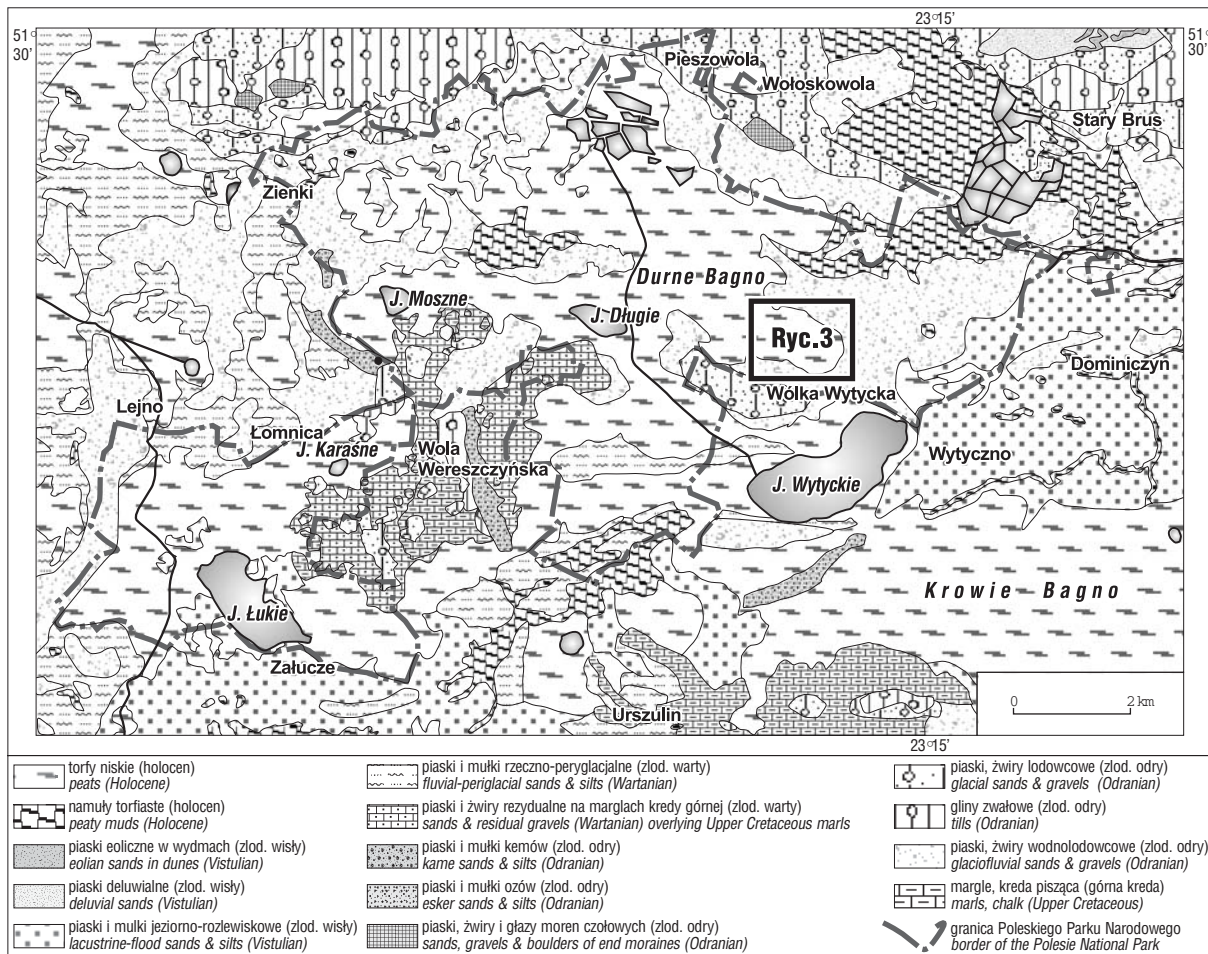 23°15'
51°
30'
51°
30'
Pieszowola
Wołoskowola
Stary Brus
Zienki
Durne Bagno
J. Moszne
J. Długie
Ryc.3
Dominiczyn
Wólka Wytycka
Lejno
Łomnica
J. Karaśne
Wola
Wereszczyńska
Wytyczno
J. Wytyckie
Krowie Bagno
J. Łukie
Załucze
Urszulin
0 2 km
23°15'
torfy niskie (holocen)
peats (Holocene)
namuły torfiaste (holocen)
peaty muds (Holocene)
piaski eoliczne w wydmach (zlod. wisły)
eolian sands in dunes (Vistulian)
piaski deluwialne (zlod. wisły)
deluvial sands (Vistulian)
piaski i mulki jeziorno-rozlewiskowe (zlod. wisły)
lacustrine-flood sands & silts (Vistulian)
piaski i mułki rzeczno-peryglacjalne (zlod. warty)
fluvial-periglacial sands & silts (Wartanian)
piaski i żwiry rezydualne na marglach kredy górnej (zlod. warty)
sands & residual gravels (Wartanian) overlying Upper Cretaceous marls
piaski i mułki kemów (zlod. odry)
kame sands & silts (Odranian)
piaski i mułki ozów (zlod. odry)
esker sands & silts (Odranian)
piaski, żwiry i głazy moren czołowych (zlod. odry)
sands, gravels & boulders of end moraines (Odranian)
piaski, żwiry lodowcowe (zlod. odry)
glacial sands & gravels (Odranian)
gliny zwałowe (zlod. odry)
tills (Odranian)
piaski, żwiry wodnolodowcowe (zlod. odry)
glaciofluvial sands & gravels (Odranian)
margle, kreda pisząca (górna kreda)
marls, chalk (Upper Cretaceous)
granica Poleskiego Parku Narodowego
border of the Polesie National Park